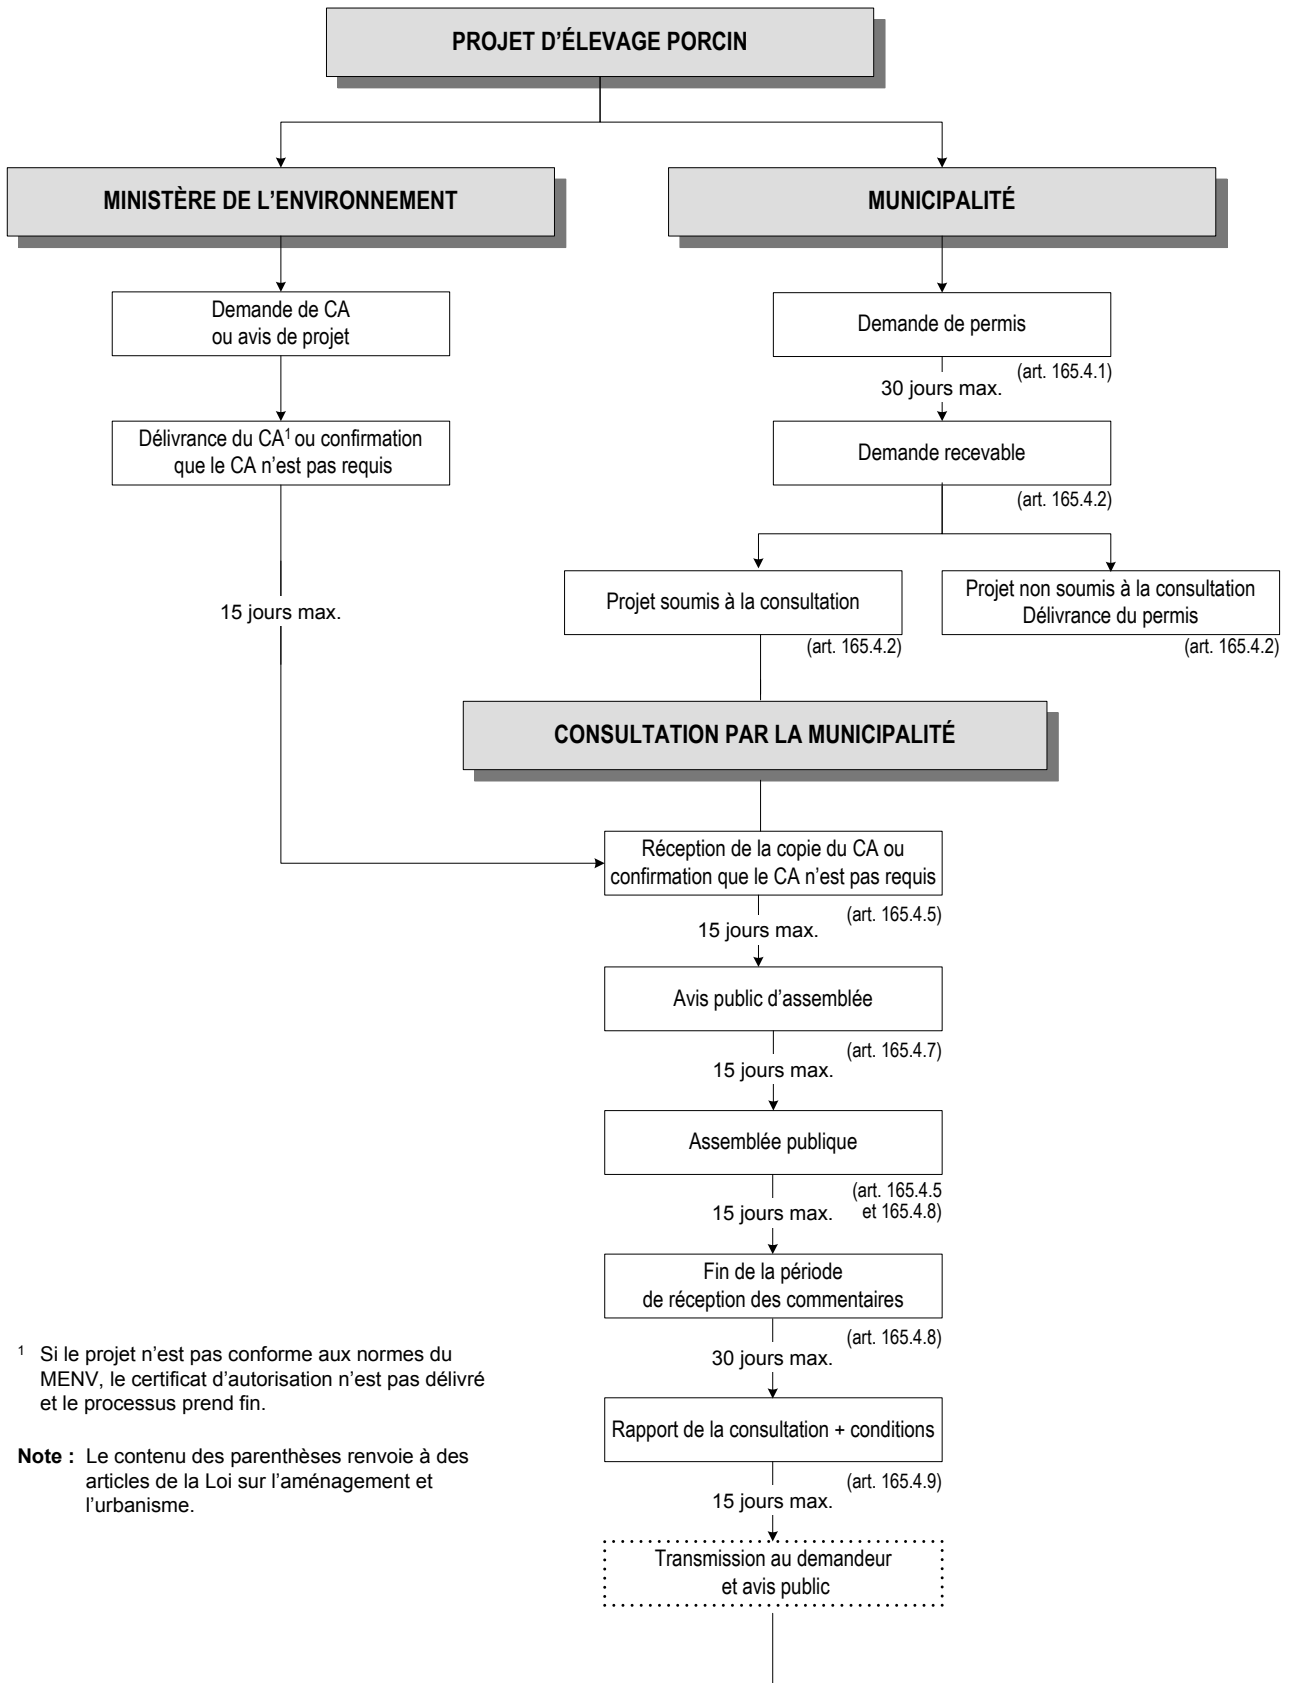 PROJET D'ÉLEVAGE PORCIN
MINISTÈRE DE L'ENVIRONNEMENT
MUNICIPALITÉ
Demande de CA
ou avis de projet
Demande de permis
(art. 165.4.1)
30 jours max.
Délivrance du CA¹ ou confirmation
que le CA n'est pas requis
Demande recevable
(art. 165.4.2)
15 jours max.
Projet soumis à la consultation
(art. 165.4.2)
Projet non soumis à la consultation
Délivrance du permis
(art. 165.4.2)
CONSULTATION PAR LA MUNICIPALITÉ
Réception de la copie du CA ou
confirmation que le CA n'est pas requis
(art. 165.4.5)
15 jours max.
Avis public d'assemblée
(art. 165.4.7)
15 jours max.
Assemblée publique
(art. 165.4.5
et 165.4.8)
15 jours max.
Fin de la période
de réception des commentaires
(art. 165.4.8)
30 jours max.
Rapport de la consultation + conditions
(art. 165.4.9)
15 jours max.
Transmission au demandeur
et avis public
¹ Si le projet n'est pas conforme aux normes du
MENV, le certificat d'autorisation n'est pas délivré
et le processus prend fin.
Note : Le contenu des parenthèses renvoie à des
articles de la Loi sur l'aménagement et
l'urbanisme.